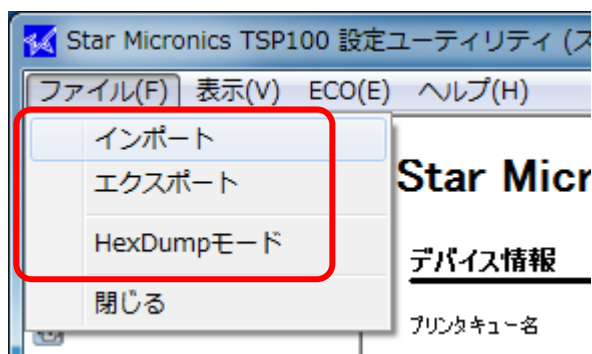 Star Micronics TSP100 設定ユーティリティ (ス
ファイル(F) 表示(V) ECO(E) ヘルプ(H)
インポート
エクスポート
HexDumpモード
閉じる
Star Micr
デバイス情報
プリンタキュー名